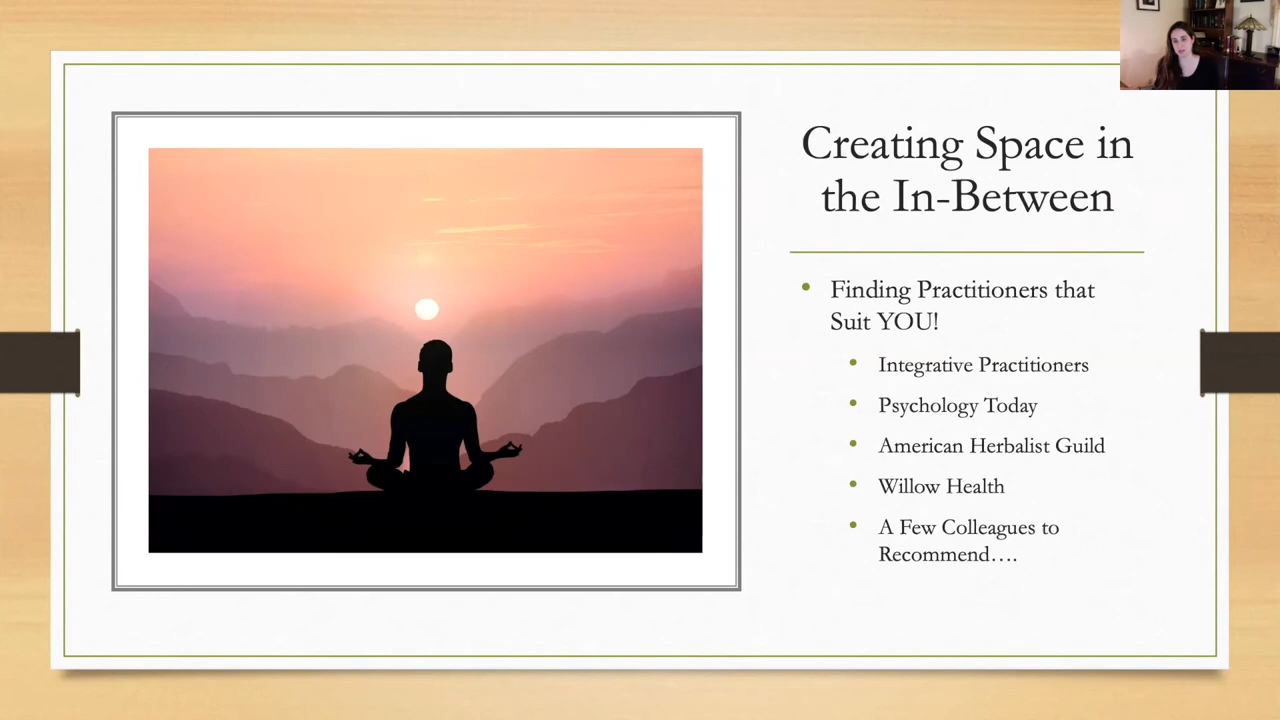 Creating Space in
the In-Between
• Finding Practitioners that
Suit YOU!
• Integrative Practitioners
• Psychology Today
• American Herbalist Guild
• Willow Health
• A Few Colleagues to
Recommend….